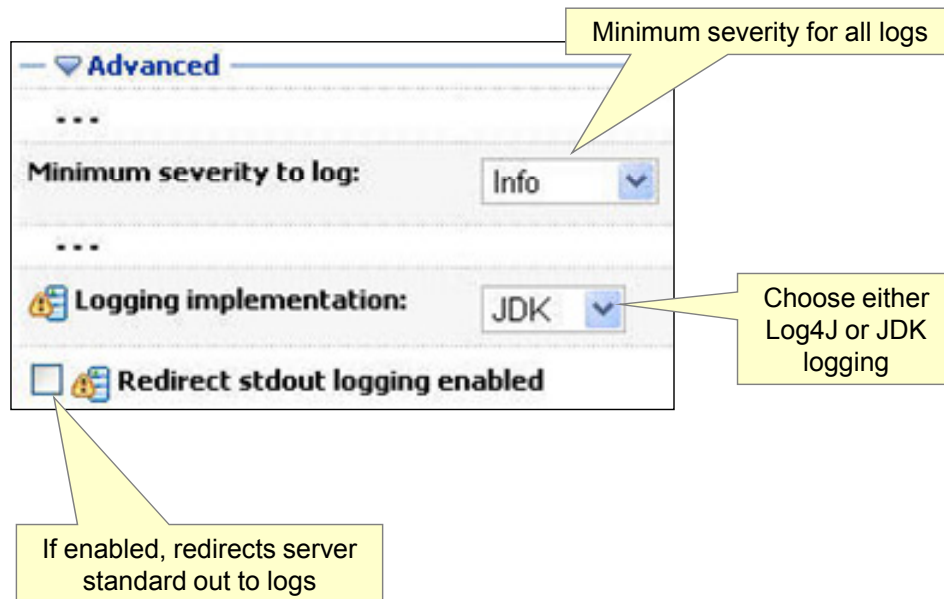 Minimum severity for all logs
Advanced
...
Minimum severity to log:
Info
...
Logging implementation:
JDK
Choose either
Log4J or JDK
logging
Redirect stdout logging enabled
If enabled, redirects server
standard out to logs